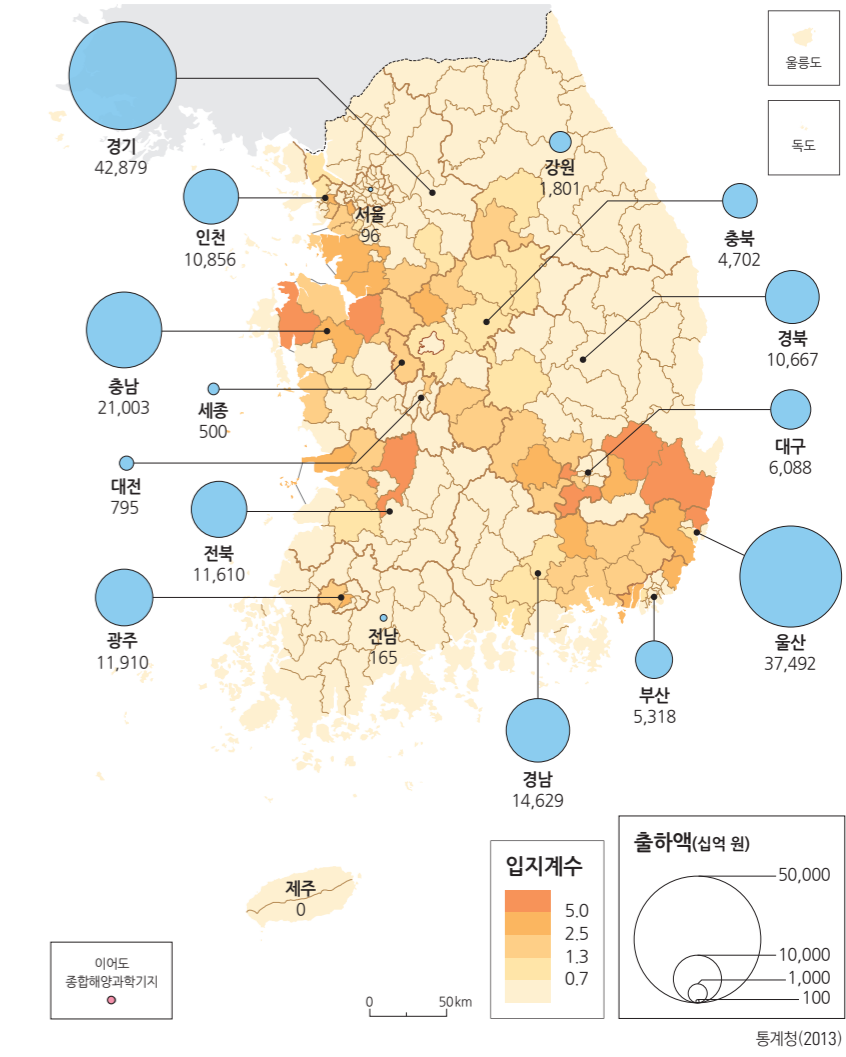 울릉도
독도
경기
42,879
강원
1,801
서울
96
인천
10,856
충북
4,702
경북
10,667
충남
21,003
세종
500
대구
6,088
대전
795
전북
11,610
광주
11,910
전남
165
울산
37,492
부산
5,318
경남
14,629
제주
0
이어도
종합해양과학기지
0 50km
입지계수
5.0
2.5
1.3
0.7
출하액(십억 원)
50,000
10,000
1,000
100
통계청(2013)